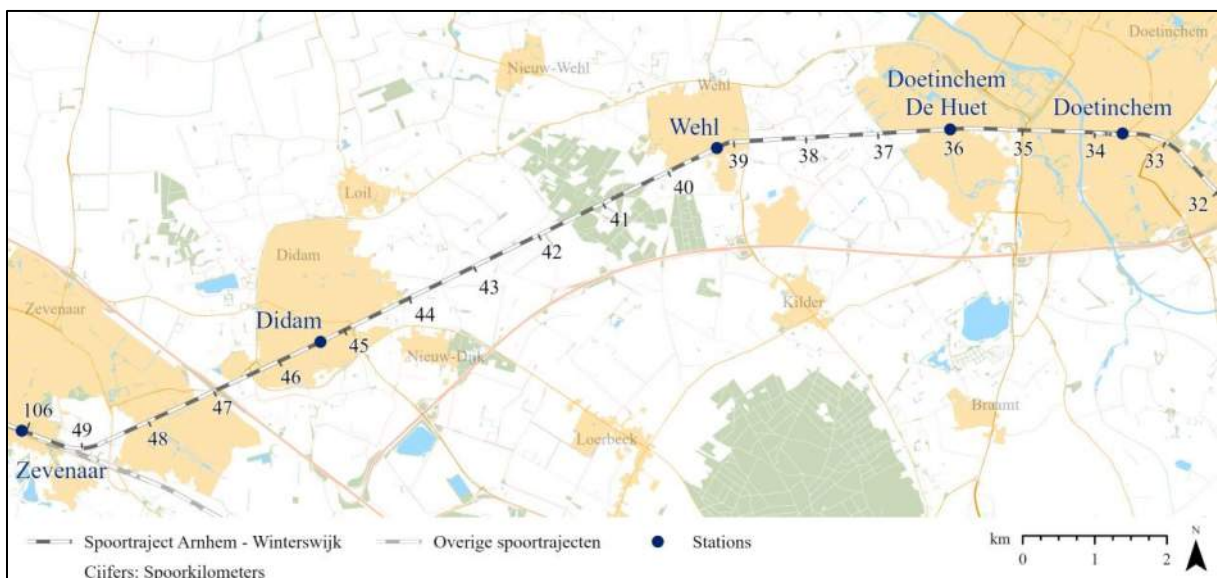 Doetinchem
Nieuw-Wehl
Wehl
Doetinchem
De Huet
Doetinchem
Wehl
39
38
37
36
35
34
33
32
40
41
42
43
44
45
46
47
48
49
106
Loil
Didam
Zevenaar
Didam
Nieuw-Dijk
Kilder
Braamt
Loerbeek
Zevenaar
Spoortraject Arnhem - Winterswijk
Overige spoortrajecten
Stations
km
0 1 2
N
Cijfers: Spoorkilometers